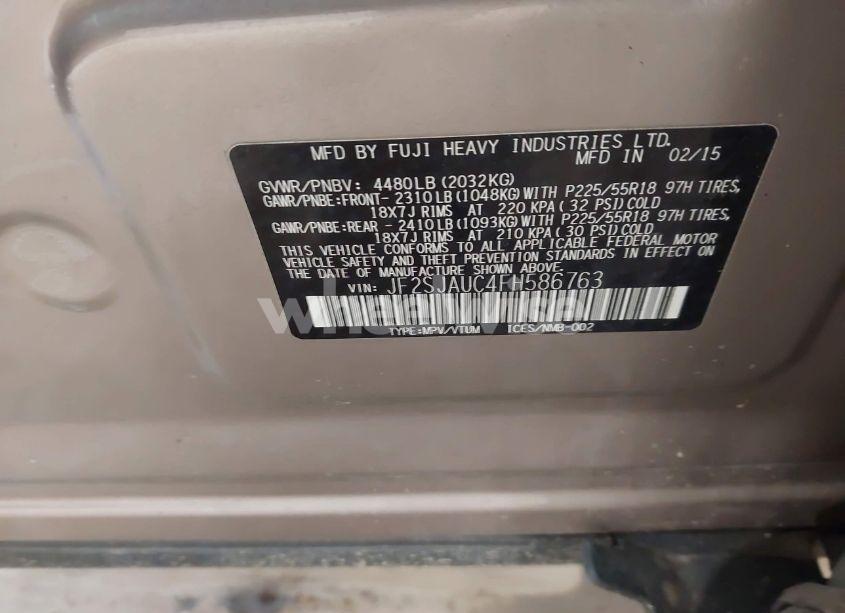 MFD BY FUJI HEAVY INDUSTRIES LTD.
MFD IN 02/15
GVWR/PNBV: 4480LB (2032KG)
GAWR/PNBE:FRONT- 2310LB (1048KG) WITH P225/55R18 97H TIRES,
18X7J RIMS AT 220 KPA ( 32 PSI) COLD
GAWR/PNBE:REAR - 2410LB (1093KG) WITH P225/55R18 97H TIRES,
18X7J RIMS AT 210 KPA ( 30 PSI) COLD
THIS VEHICLE CONFORMS TO ALL APPLICABLE FEDERAL MOTOR
VEHICLE SAFETY AND THEFT PREVENTION STANDARDS IN EFFECT ON
THE DATE OF MANUFACTURE SHOWN ABOVE.
VIN: JF2SJAUC4FH586763
TYPE:MPV/VTUM ICES/NMB-002